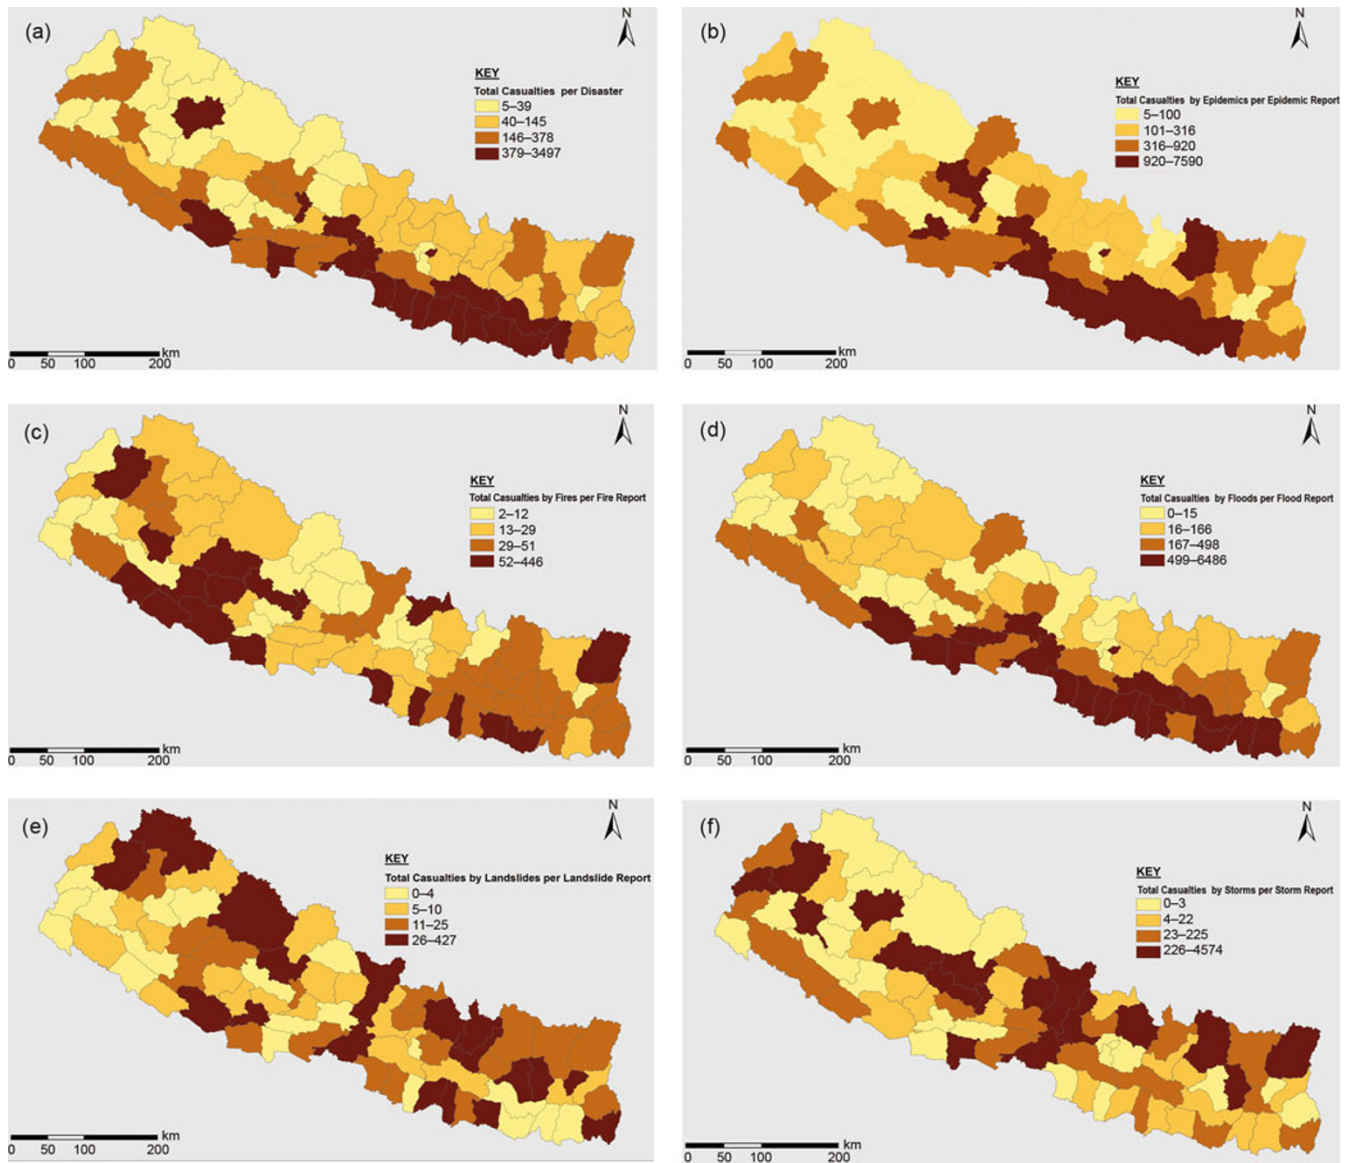 (a)
N
KEY
Total Casualties per Disaster
5–39
40–145
146–378
379–3497
0 50 100 200 km
(b)
N
KEY
Total Casualties by Epidemics per Epidemic Report
5–100
101–316
316–920
920–7590
0 50 100 200 km
(c)
N
KEY
Total Casualties by Fires per Fire Report
2–12
13–29
29–51
52–446
0 50 100 200 km
(d)
N
KEY
Total Casualties by Floods per Flood Report
0–15
16–166
167–498
499–6486
0 50 100 200 km
(e)
N
KEY
Total Casualties by Landslides per Landslide Report
0–4
5–10
11–25
26–427
0 50 100 200 km
(f)
N
KEY
Total Casualties by Storms per Storm Report
0–3
4–22
23–225
226–4574
0 50 100 200 km